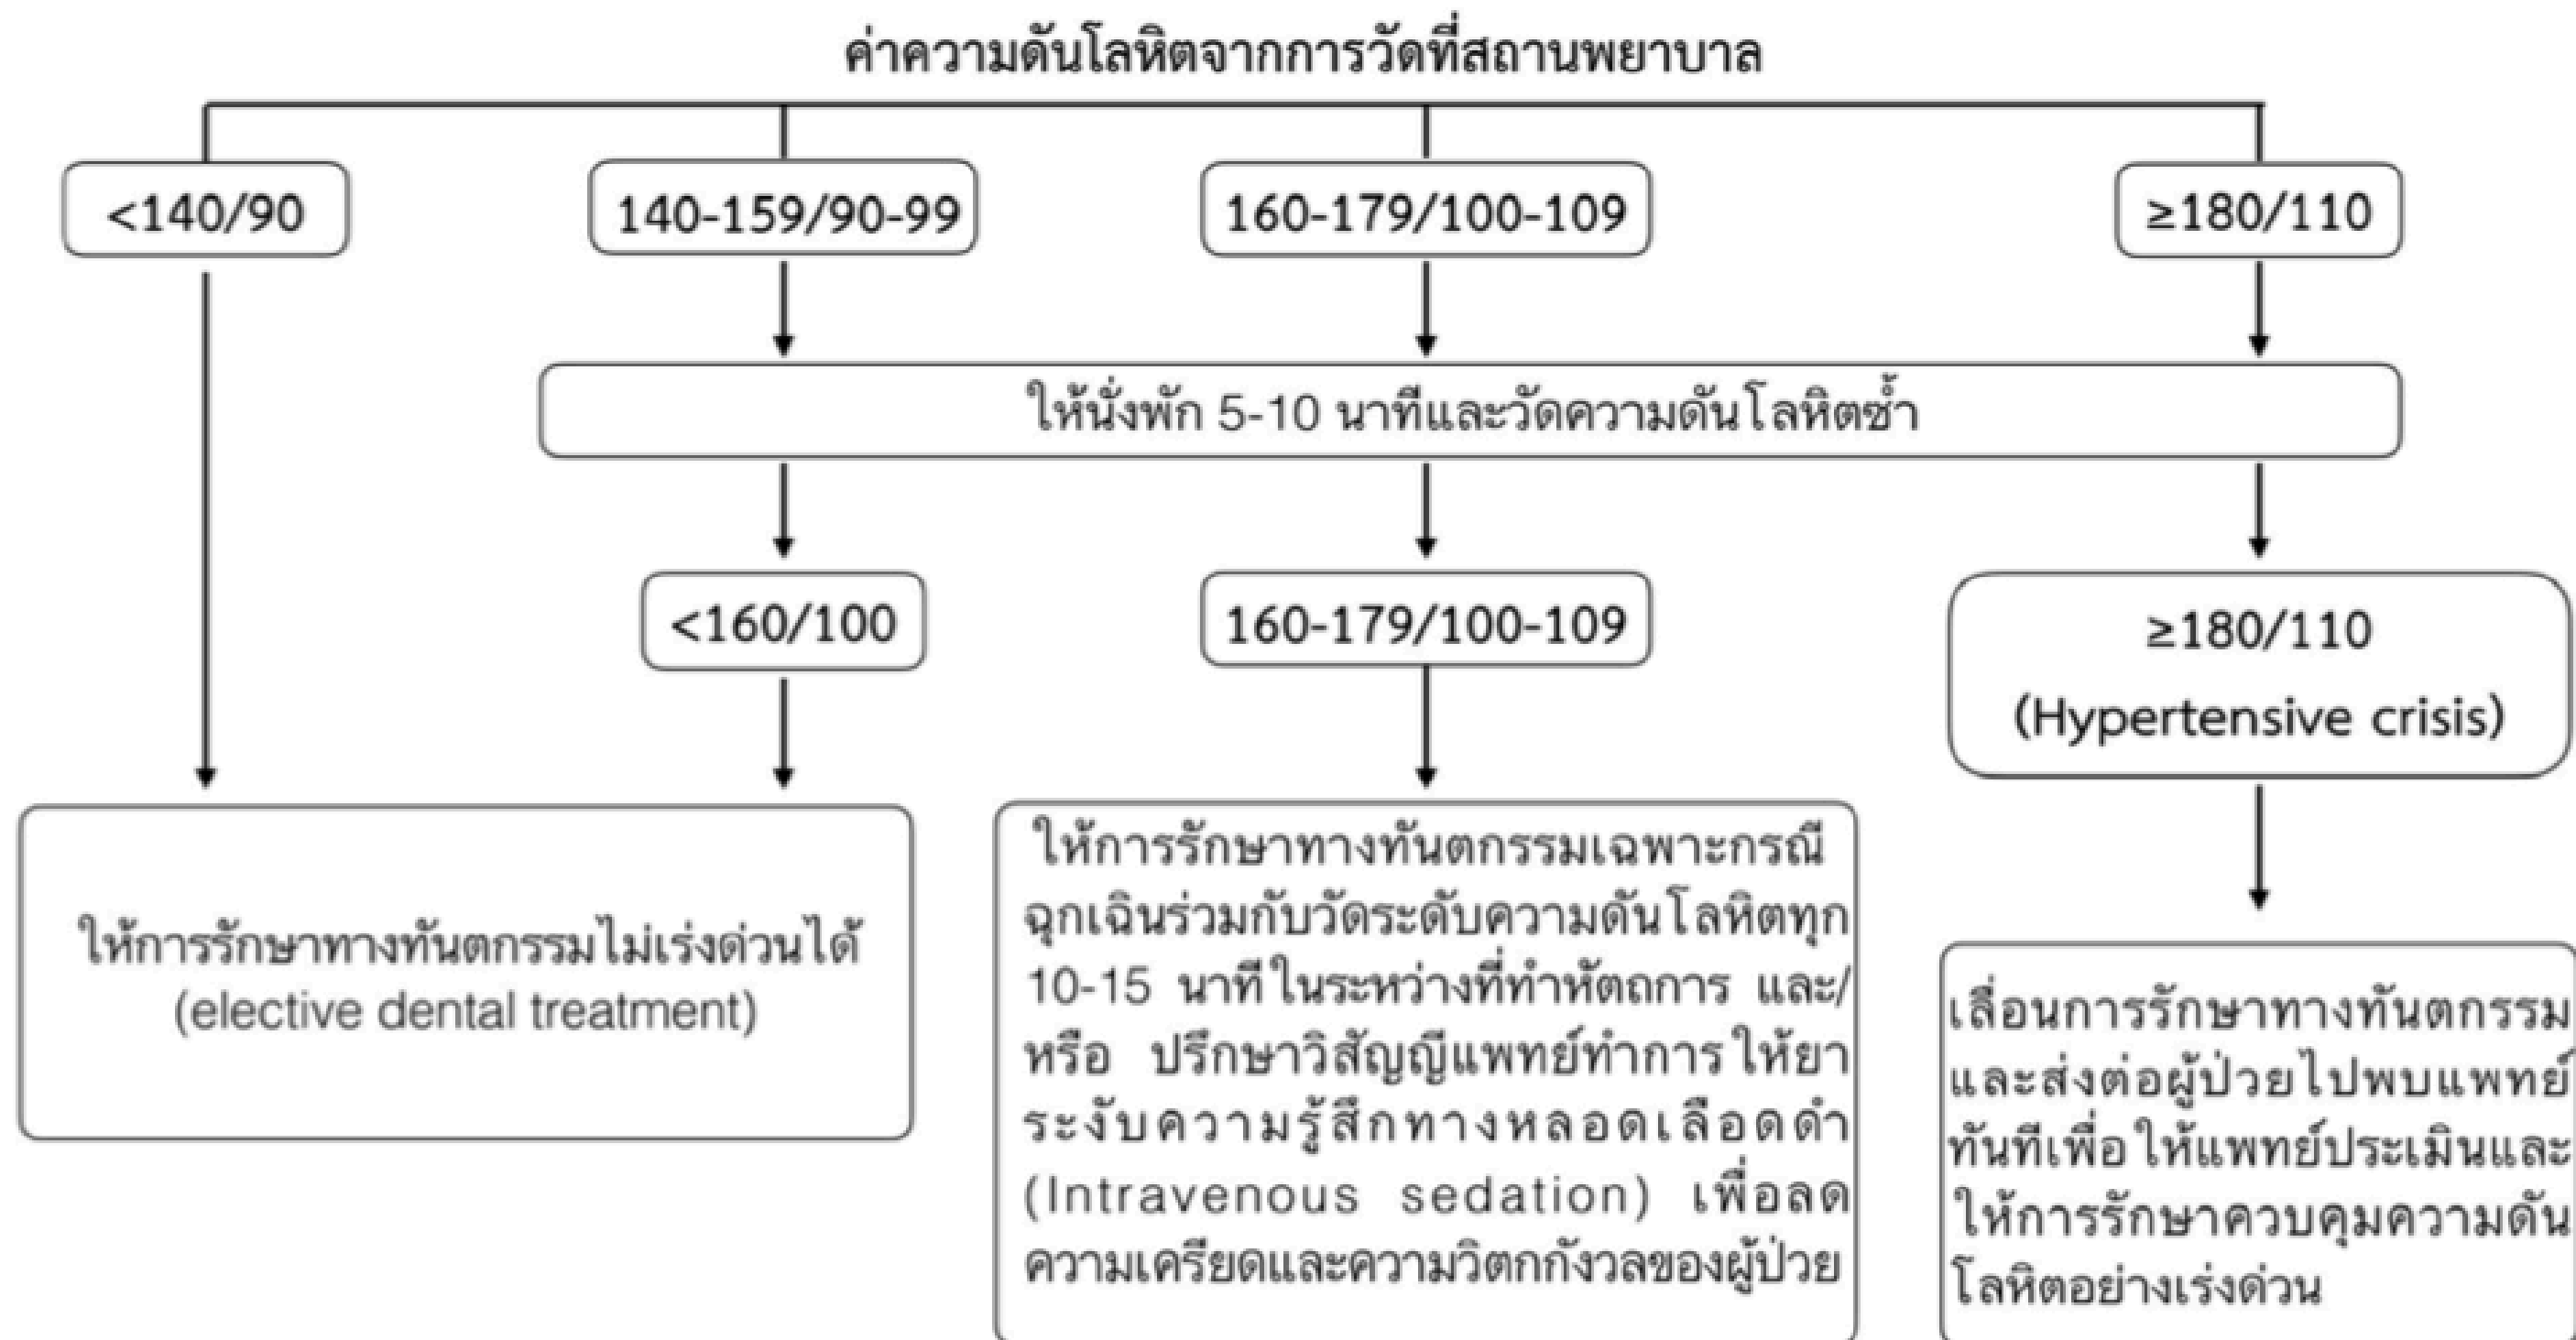 ค่าความดันโลหิตจากการวัดที่สถานพยาบาล
<140/90
140-159/90-99
160-179/100-109
≥180/110
ให้นั่งพัก 5-10 นาทีและวัดความดันโลหิตซ้ำ
<160/100
160-179/100-109
≥180/110
(Hypertensive crisis)
ให้การรักษาทางทันตกรรมไม่เร่งด่วนได้
(elective dental treatment)
ให้การรักษาทางทันตกรรมเฉพาะกรณี
ฉุกเฉินร่วมกับวัดระดับความดันโลหิตทุก
10-15 นาทีในระหว่างที่ทำหัตถการ และ/
หรือ ปรึกษาวิสัญญีแพทย์ทำการให้ยา
ระงับความรู้สึกทางหลอดเลือดดำ
(Intravenous sedation) เพื่อลด
ความเครียดและความวิตกกังวลของผู้ป่วย
เลื่อนการรักษาทางทันตกรรม
และส่งต่อผู้ป่วยไปพบแพทย์
ทันทีเพื่อให้แพทย์ประเมินและ
ให้การรักษาควบคุมความดัน
โลหิตอย่างเร่งด่วน